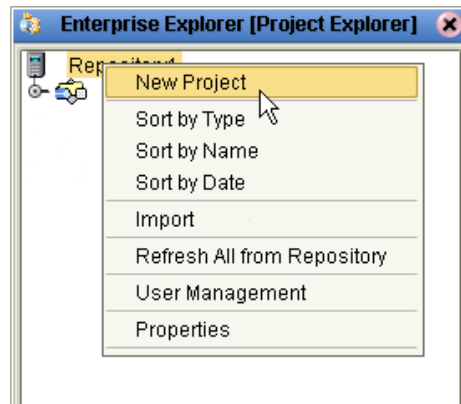 Enterprise Explorer [Project Explorer]
New Project
Sort by Type
Sort by Name
Sort by Date
Import
Refresh All from Repository
User Management
Properties